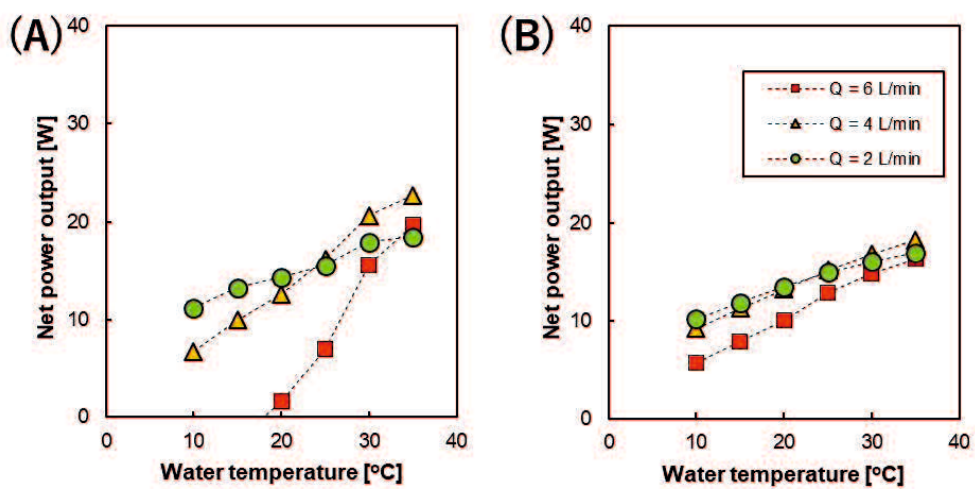 (A)
Net power output [W]
40
30
20
10
0
0 10 20 30 40
Water temperature [°C]
(B)
Net power output [W]
40
30
20
10
0
0 10 20 30 40
Water temperature [°C]
Q = 6 L/min
Q = 4 L/min
Q = 2 L/min